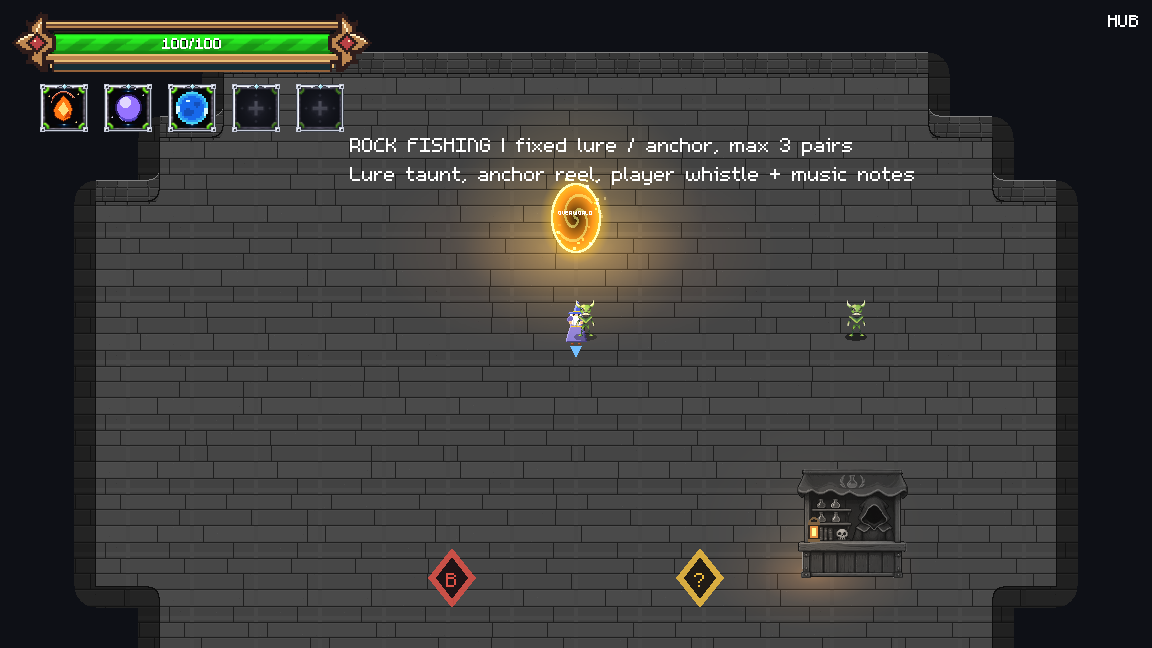 HUB
100/100
ROCK FISHING | fixed lure / anchor, max 3 pairs
Lure taunt, anchor reel, player whistle + music notes
OVERWORLD
B
?